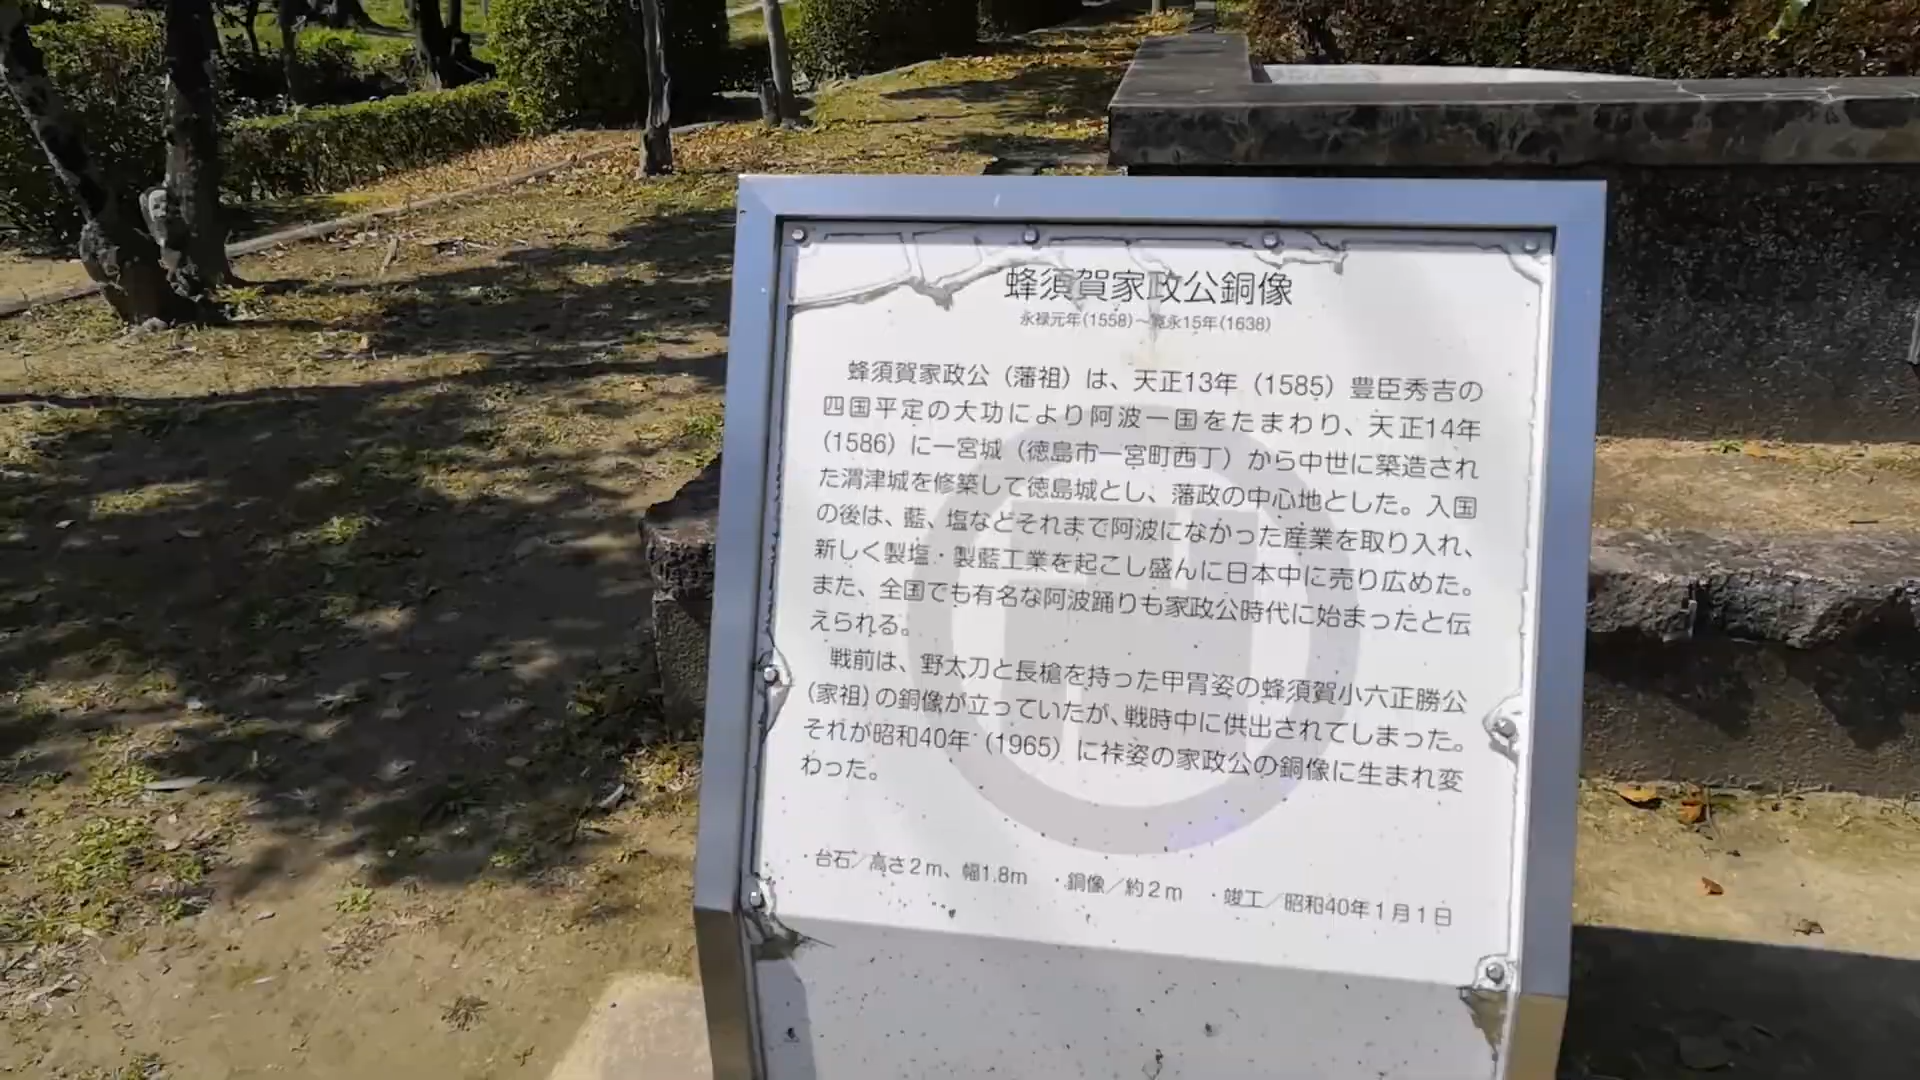 蜂須賀家政公銅像
永禄元年(1558)～寛永15年(1638)
蜂須賀家政公（藩祖）は、天正13年（1585）豊臣秀吉の
四国平定の大功により阿波一国をたまわり、天正14年
（1586）に一宮城（徳島市一宮町西丁）から中世に築造され
た渭津城を修築して徳島城とし、藩政の中心地とした。入国
の後は、藍、塩などそれまで阿波になかった産業を取り入れ、
新しく製塩・製藍工業を起こし盛んに日本中に売り広めた。
また、全国でも有名な阿波踊りも家政公時代に始まったと伝
えられる。
戦前は、野太刀と長槍を持った甲冑姿の蜂須賀小六正勝公
（家祖）の銅像が立っていたが、戦時中に供出されてしまった。
それが昭和40年（1965）に裃姿の家政公の銅像に生まれ変
わった。
・台石／高さ2m、幅1.8m ・銅像／約2m ・竣工／昭和40年1月1日